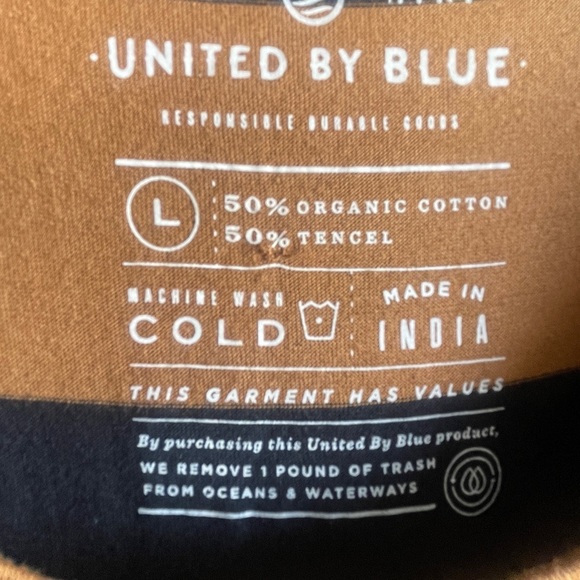 ·UNITED BY BLUE·
RESPONSIBLE DURABLE GOODS
L
50% ORGANIC COTTON
50% TENCEL
MACHINE WASH
COLD
MADE IN
INDIA
THIS GARMENT HAS VALUES
By purchasing this United By Blue product,
WE REMOVE 1 POUND OF TRASH
FROM OCEANS & WATERWAYS